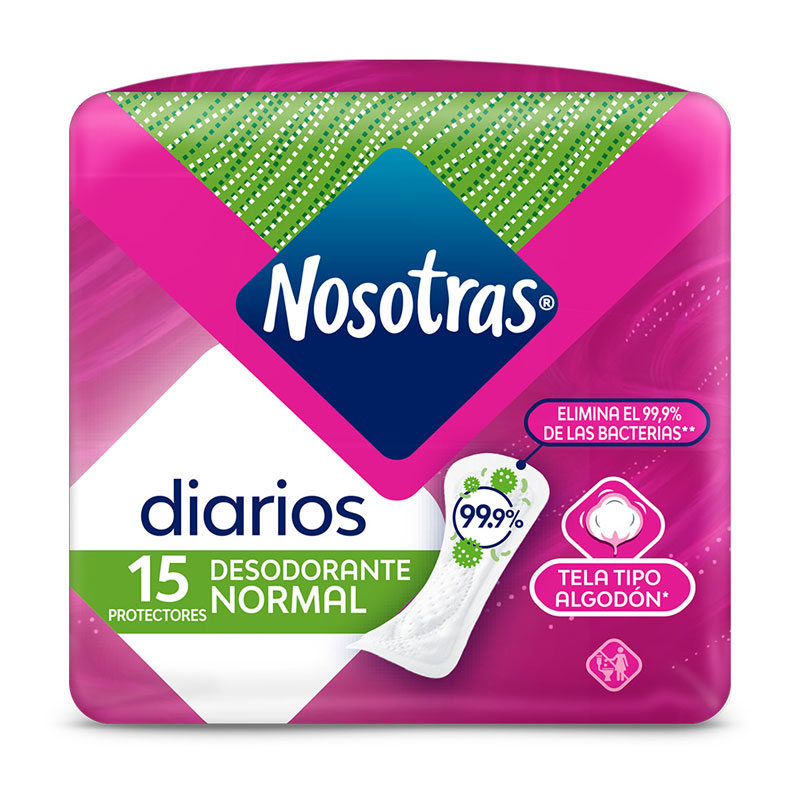 Nosotras®
ELIMINA EL 99,9%
DE LAS BACTERIAS**
99.9%
diarios
15
PROTECTORES
DESODORANTE
NORMAL
TELA TIPO
ALGODÓN*